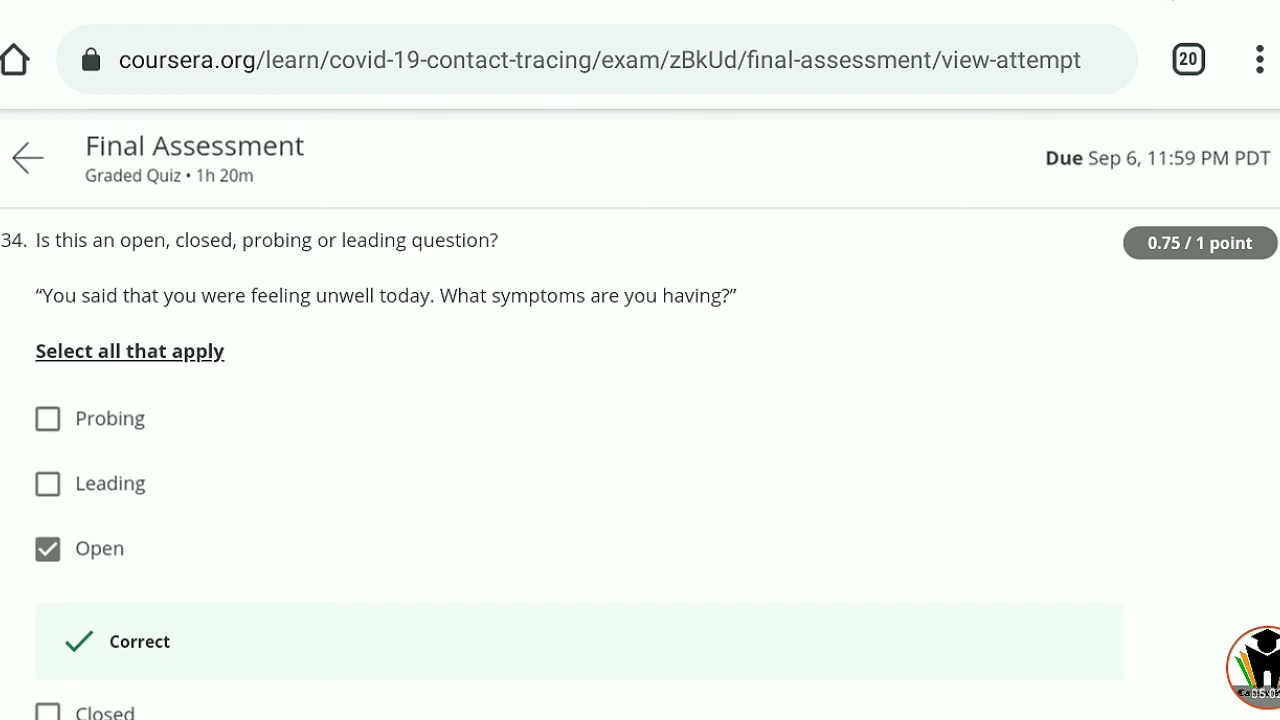 coursera.org/learn/covid-19-contact-tracing/exam/zBkUd/final-assessment/view-attempt
20
Final Assessment
Graded Quiz • 1h 20m
Due Sep 6, 11:59 PM PDT
34. Is this an open, closed, probing or leading question?
0.75 / 1 point
“You said that you were feeling unwell today. What symptoms are you having?”
Select all that apply
Probing
Leading
Open
Correct
Closed